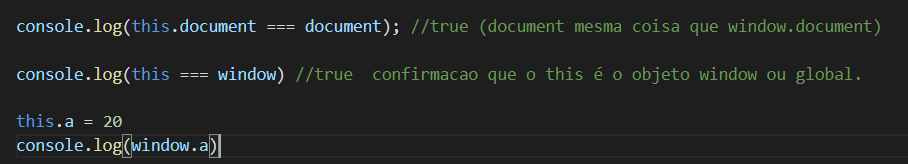 console.log(this.document === document); //true (document mesma coisa que window.document)
console.log(this === window) //true  confirmacao que o this é o objeto window ou global.
this.a = 20
console.log(window.a)